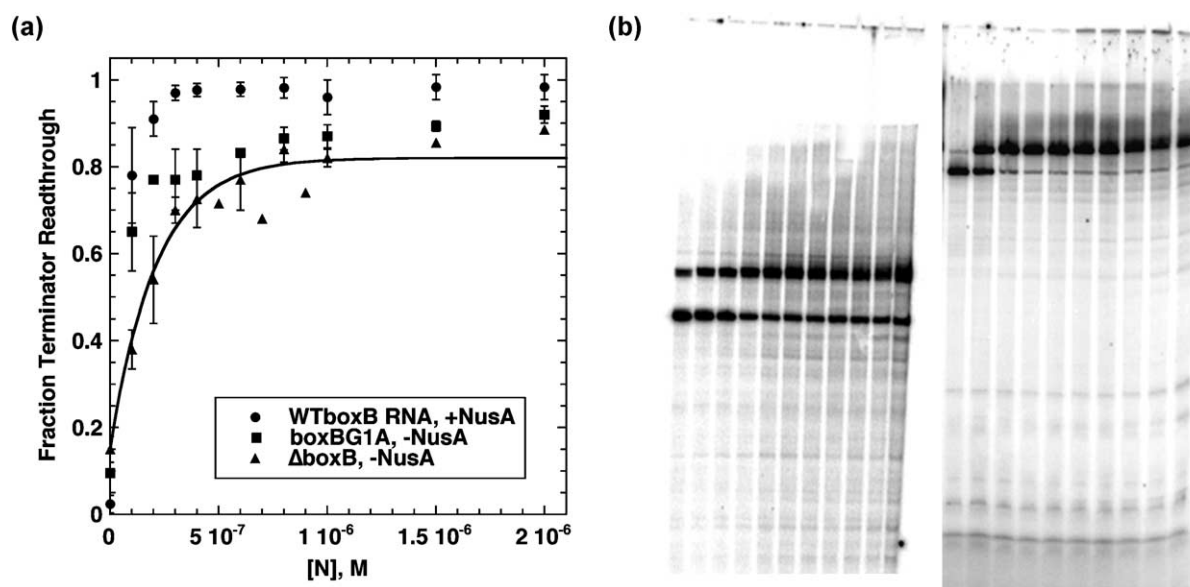 (a)
(b)
Fraction Terminator Readthrough
1
0.8
0.6
0.4
0.2
0
WTboxB RNA, +NusA
boxBG1A, -NusA
ΔboxB, -NusA
0
5 10⁻⁷
1 10⁻⁶
1.5 10⁻⁶
2 10⁻⁶
[N], M